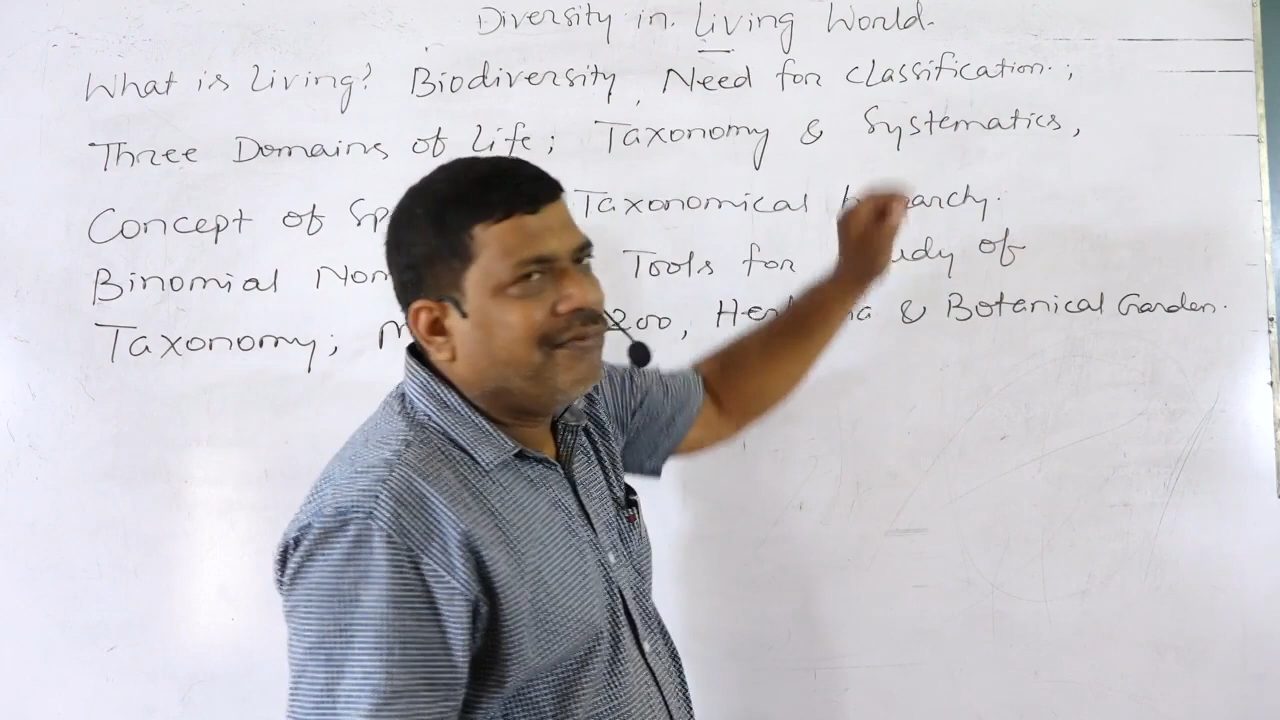 Diversity in Living World.
What is Living? Biodiversity, Need for classification.;
Three Domains of Life; Taxonomy & Systematics,
Concept of Taxonomical
Binomial Tools for of
Taxonomy; & Botanical Garden.